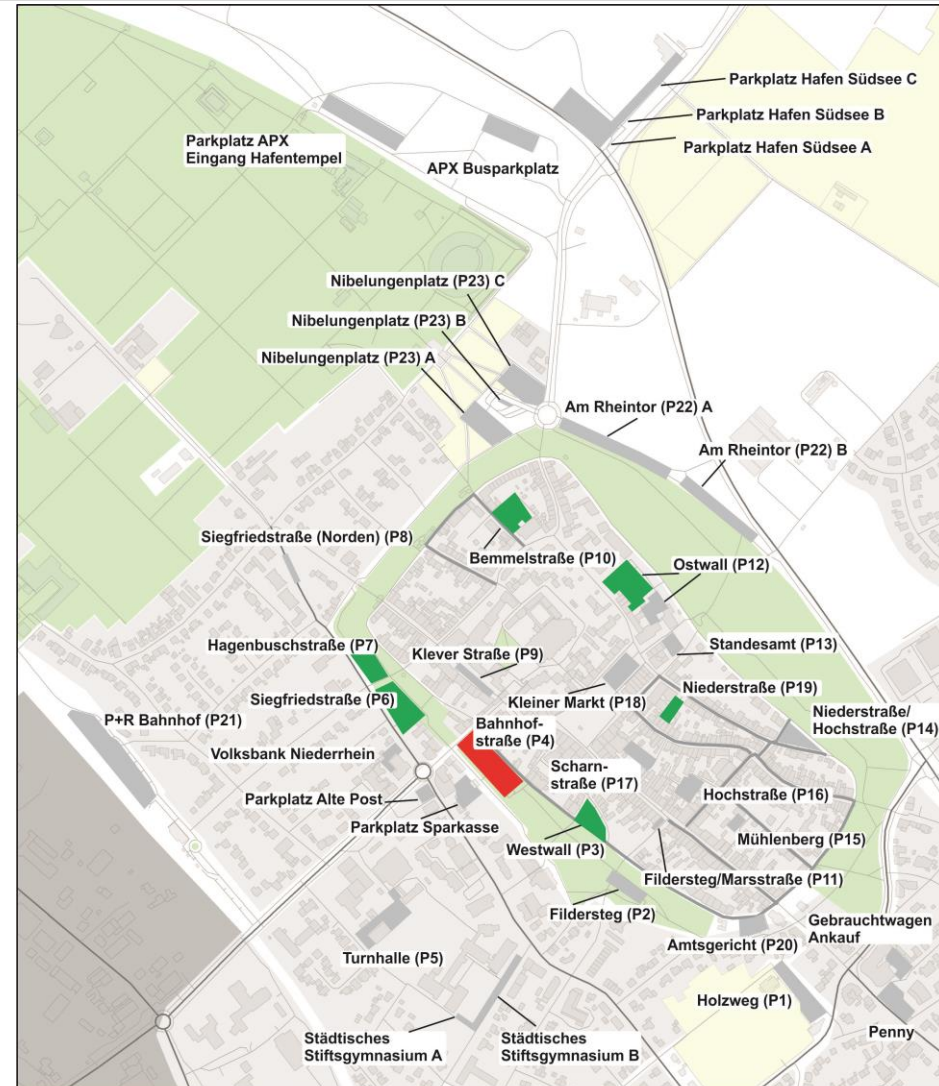 Parkplatz Hafen Südsee C
Parkplatz Hafen Südsee B
Parkplatz Hafen Südsee A
Parkplatz APX
Eingang Hafentempel
APX Busparkplatz
Nibelungenplatz (P23) C
Nibelungenplatz (P23) B
Nibelungenplatz (P23) A
Am Rheintor (P22) A
Am Rheintor (P22) B
Siegfriedstraße (Norden) (P8)
Bemmelstraße (P10)
Ostwall (P12)
Hagenbuschstraße (P7)
Klever Straße (P9)
Standesamt (P13)
Siegfriedstraße (P6)
Kleiner Markt (P18)
Niederstraße (P19)
P+R Bahnhof (P21)
Bahnhof-
straße (P4)
Niederstraße/
Hochstraße (P14)
Volksbank Niederrhein
Scharn-
straße (P17)
Parkplatz Alte Post
Hochstraße (P16)
Parkplatz Sparkasse
Mühlenberg (P15)
Westwall (P3)
Fildersteg/Marsstraße (P11)
Fildersteg (P2)
Gebrauchtwagen
Ankauf
Amtsgericht (P20)
Turnhalle (P5)
Holzweg (P1)
Städtisches
Stiftsgymnasium A
Städtisches
Stiftsgymnasium B
Penny